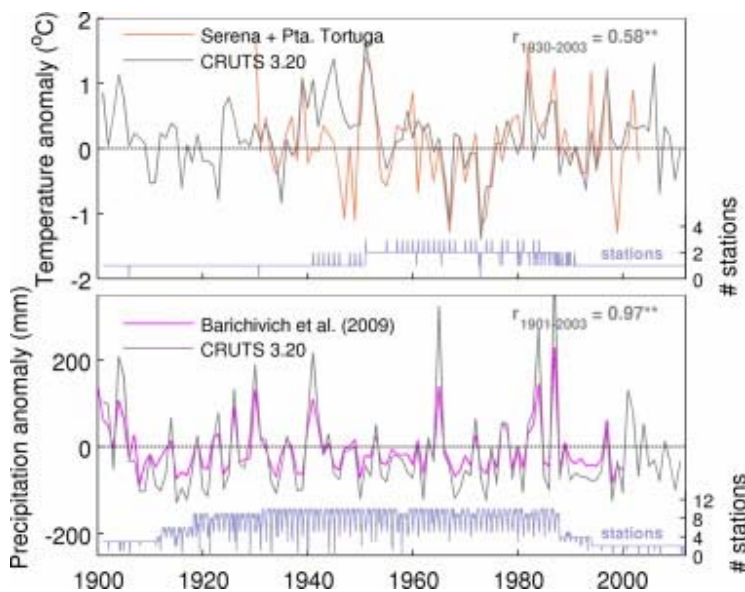 Temperature anomaly (°C)
2
1
0
-1
-2
Serena + Pta. Tortuga
CRUTS 3.20
r1930-2003 = 0.58**
stations
4
2
0
# stations
Precipitation anomaly (mm)
200
0
-200
Barichivich et al. (2009)
CRUTS 3.20
r1901-2003 = 0.97**
stations
12
8
4
0
# stations
1900 1920 1940 1960 1980 2000